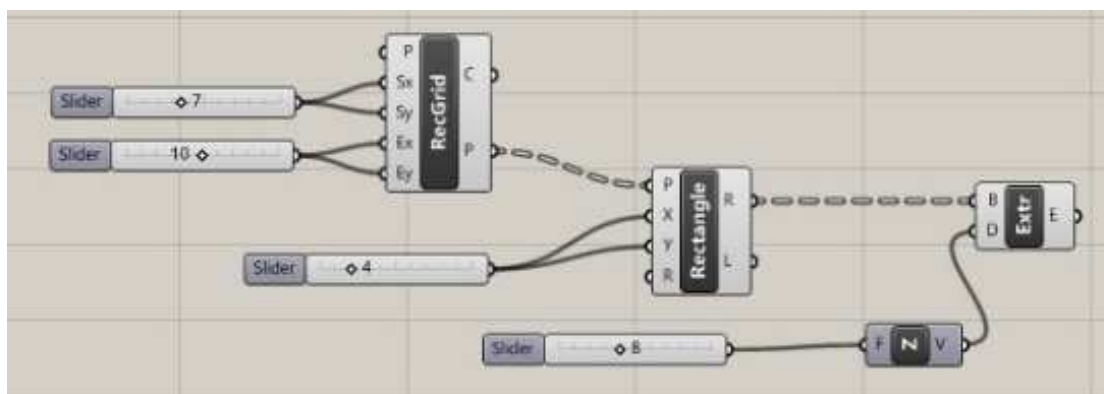 Slider 7
Slider 10
P
Sx
Sy
Ex
Ey
RecGrid
C
P
Slider 4
P
X
Y
R
Rectangle
R
L
Slider 8
F
Z
V
B
D
Extr
E